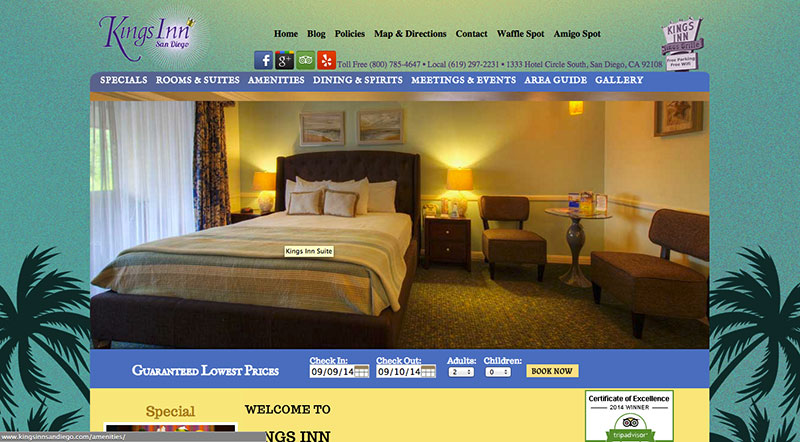 Kings Inn
San Diego
Home Blog Policies Map & Directions Contact Waffle Spot Amigo Spot
KINGS
INN
Free Parking
Free Wifi
Toll Free (800) 785-4647 • Local (619) 297-2231 • 1333 Hotel Circle South, San Diego, CA 92108
SPECIALS ROOMS & SUITES AMENITIES DINING & SPIRITS MEETINGS & EVENTS AREA GUIDE GALLERY
Kings Inn Suite
Guaranteed Lowest Prices
Check In: Check Out: Adults: Children:
09/09/14 09/10/14 2 0 BOOK NOW
Special
WELCOME TO
KINGS INN
Certificate of Excellence
2014 WINNER
tripadvisor
www.kingsinnsandiego.com/amenities/